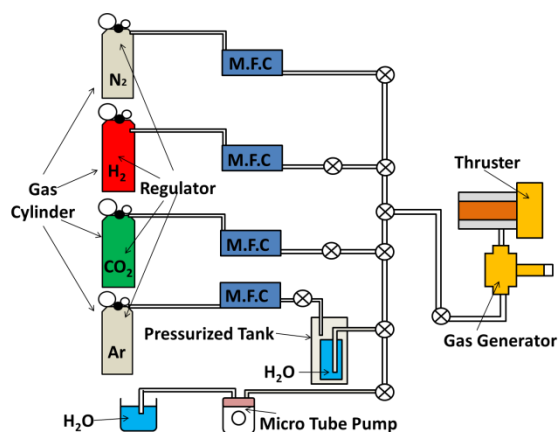 N₂
M.F.C
H₂
M.F.C
Gas
Cylinder
Regulator
Thruster
CO₂
M.F.C
M.F.C
Ar
Pressurized Tank
H₂O
Gas Generator
H₂O
Micro Tube Pump